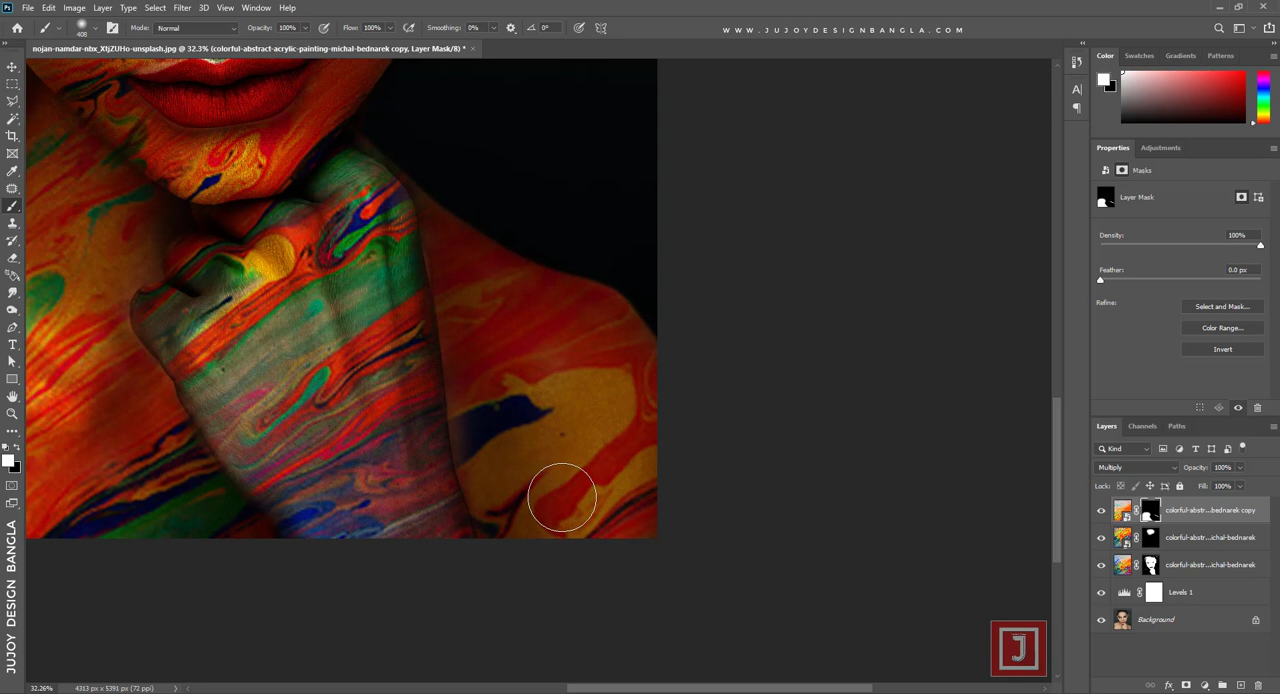 Ps File Edit Image Layer Type Select Filter 3D View Window Help
408 Mode: Normal Opacity: 100% Flow: 100% Smoothing: 0% 0°
WWW.JUJOYDESIGNBANGLA.COM
nojan-namdar-nbx_XtjZUHo-unsplash.jpg @ 32.3% (colorful-abstract-acrylic-painting-michal-bednarek copy, Layer Mask/8) *
Color Swatches Gradients Patterns
Properties Adjustments
Masks
Layer Mask
Density: 100%
Feather: 0.0 px
Refine: Select and Mask...
Color Range...
Invert
Layers Channels Paths
Kind
Multiply Opacity: 100%
Lock: Fill: 100%
colorful-abstr...bednarek copy
colorful-abstr...ichal-bednarek
colorful-abstr...ichal-bednarek
Levels 1
Background
JUJOY DESIGN BANGLA
J
32.26% 4313 px x 5391 px (72 ppi)